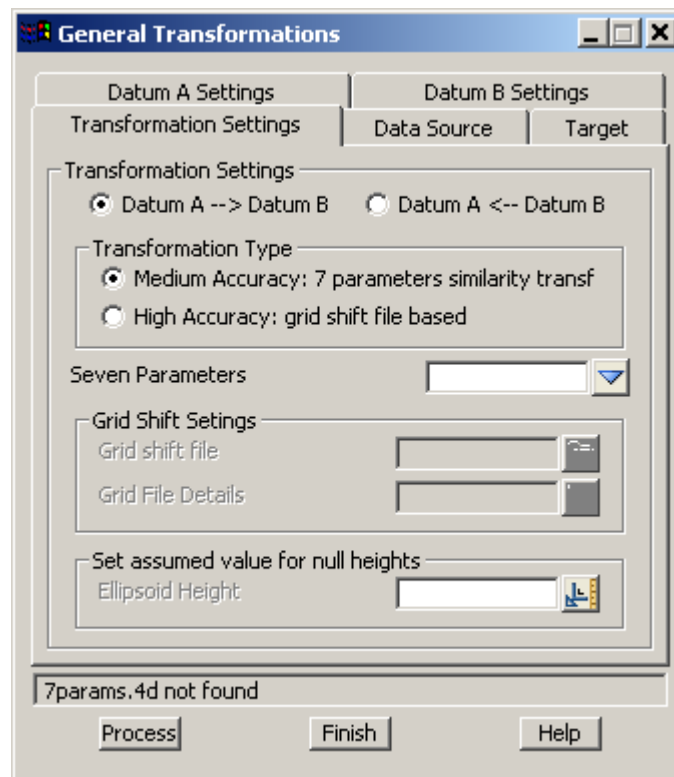 General Transformations
Datum A Settings Datum B Settings
Transformation Settings Data Source Target
Transformation Settings
Datum A --> Datum B Datum A <-- Datum B
Transformation Type
Medium Accuracy: 7 parameters similarity transf
High Accuracy: grid shift file based
Seven Parameters
Grid Shift Setings
Grid shift file
Grid File Details
Set assumed value for null heights
Ellipsoid Height
7params.4d not found
Process Finish Help